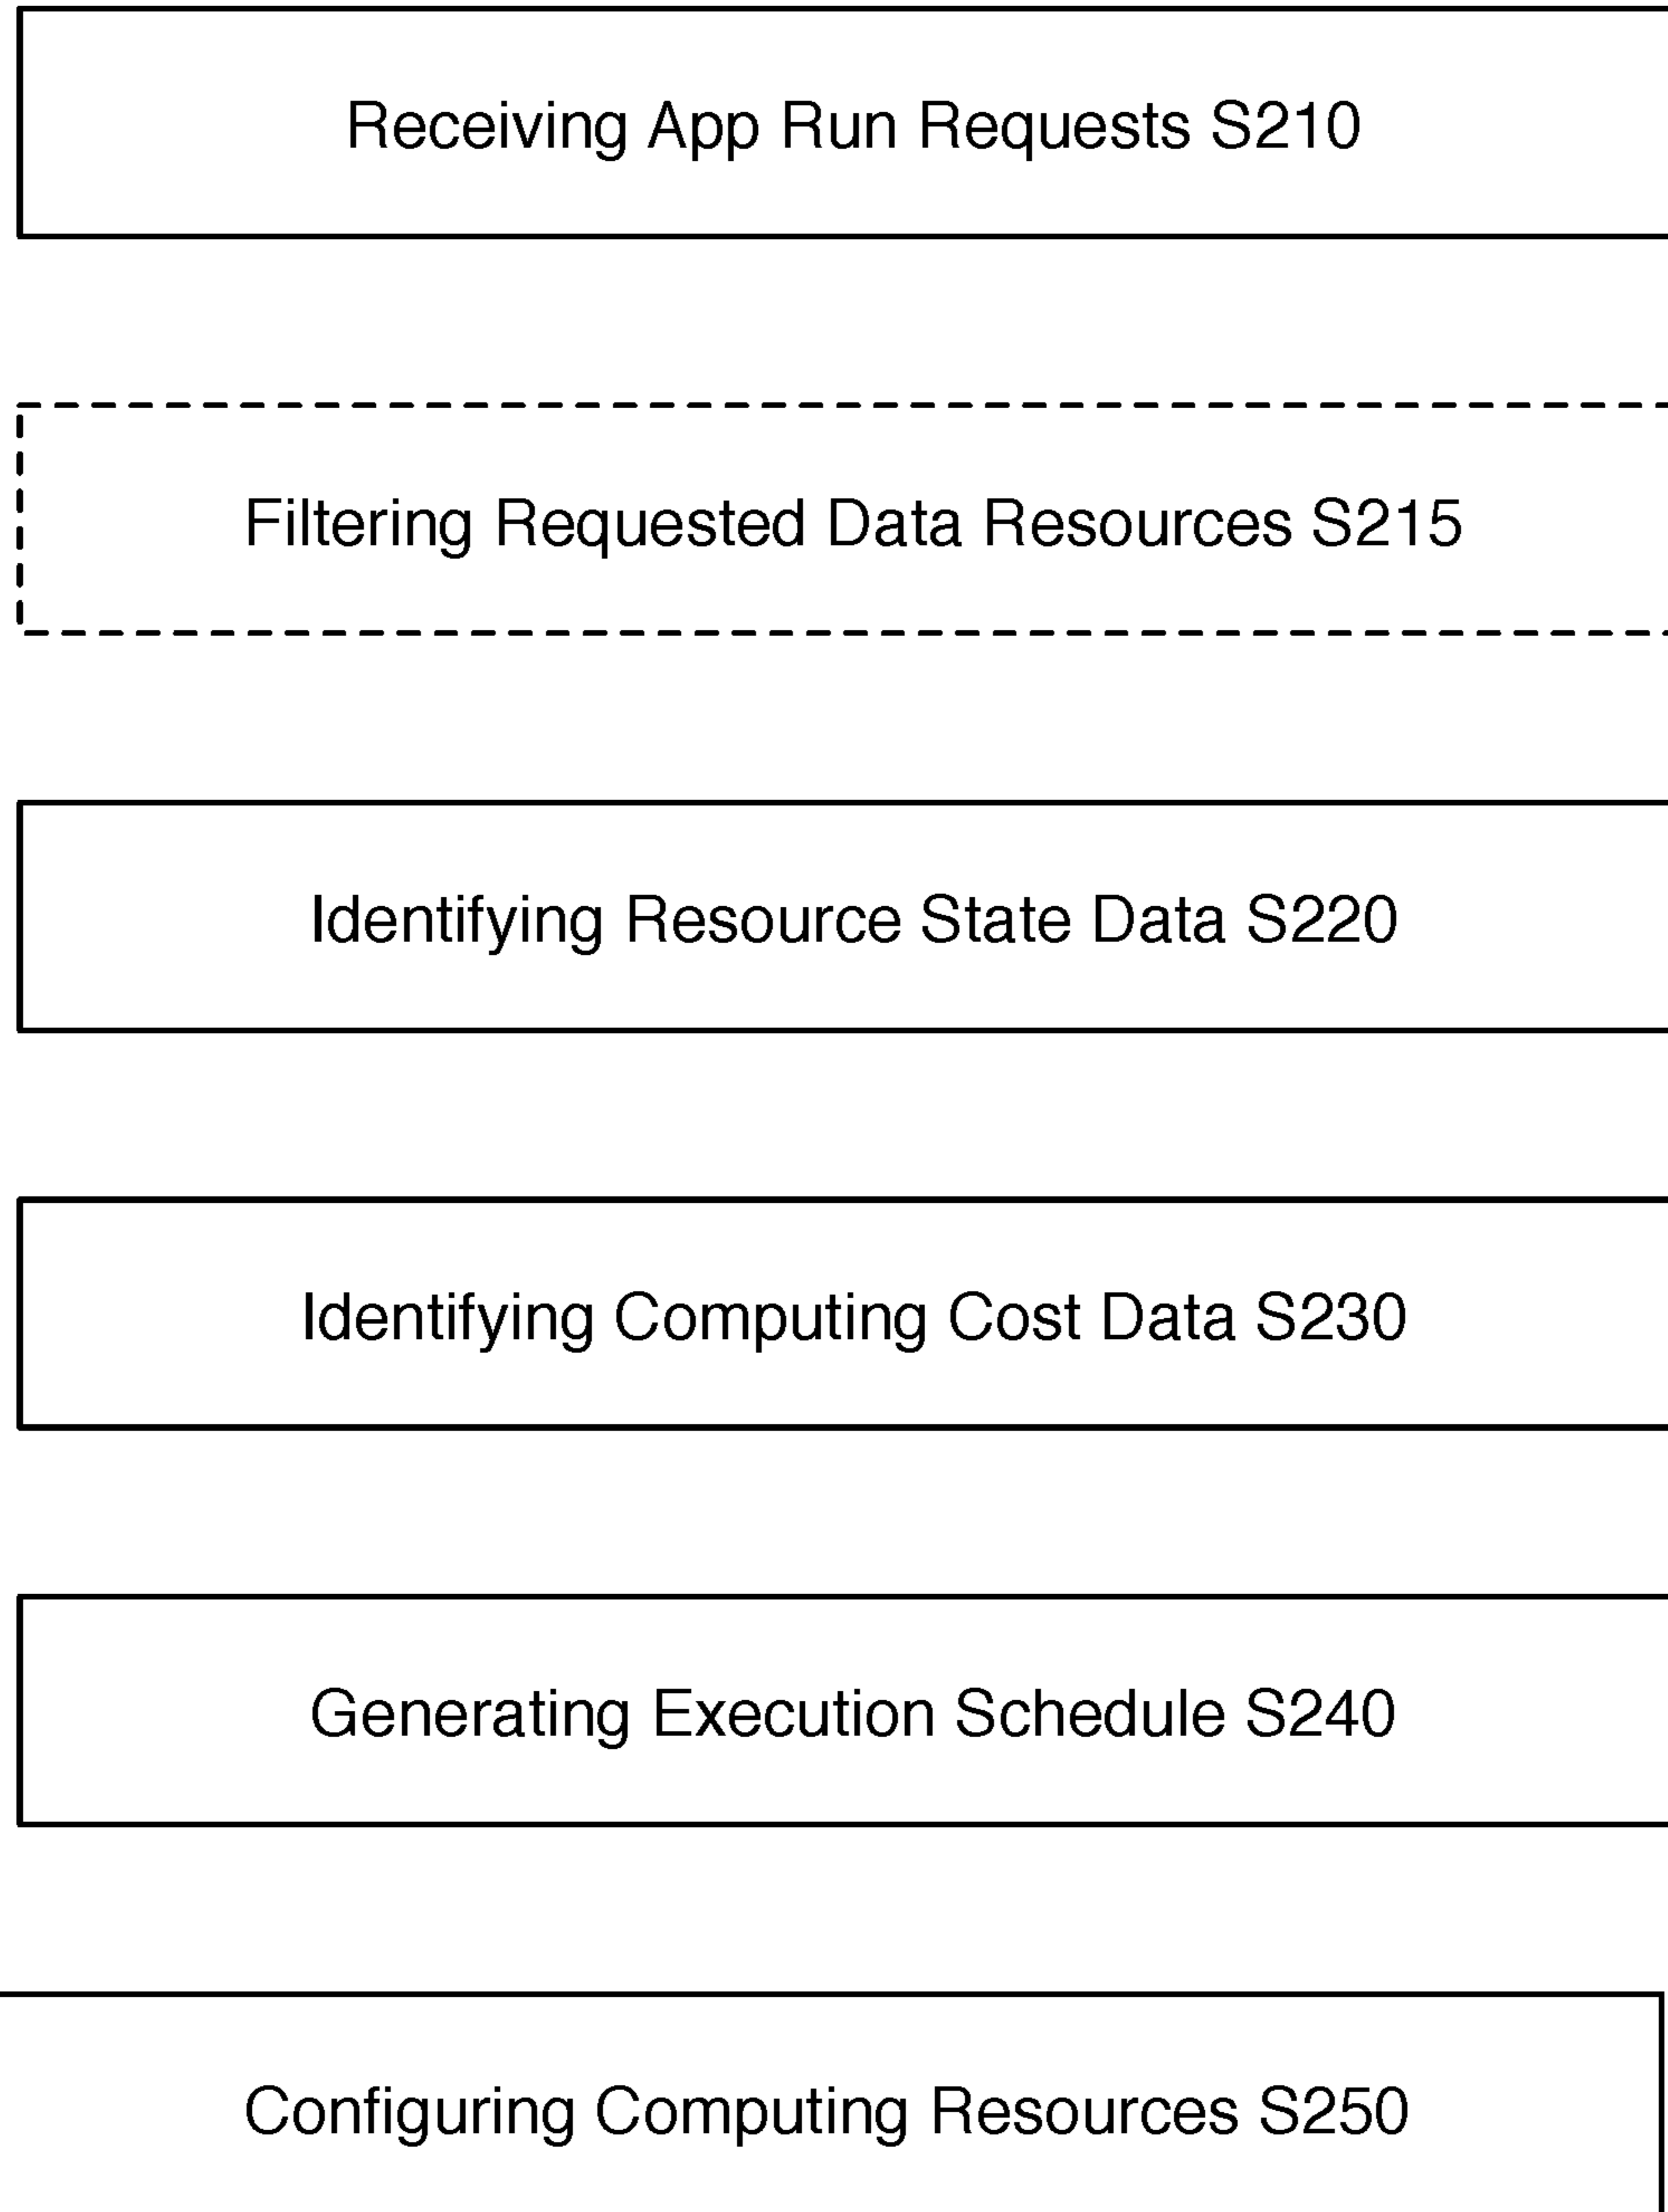 Receiving App Run Requests S210
Filtering Requested Data Resources S215
Identifying Resource State Data S220
Identifying Computing Cost Data S230
Generating Execution Schedule S240
Configuring Computing Resources S250